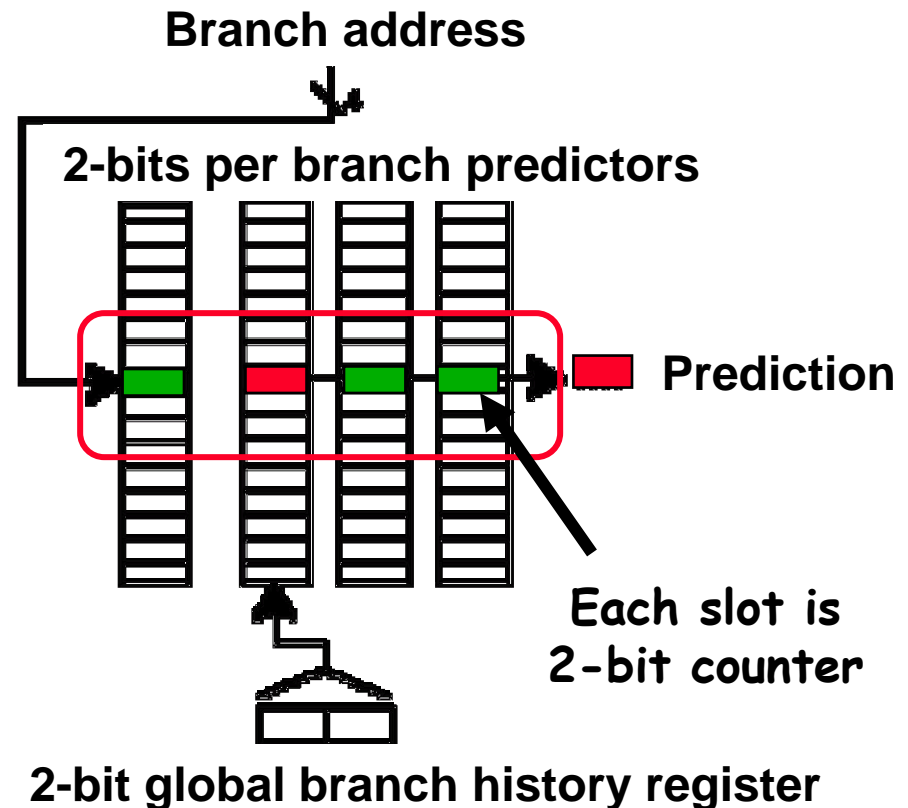 Branch address
2-bits per branch predictors
Prediction
Each slot is
2-bit counter
2-bit global branch history register